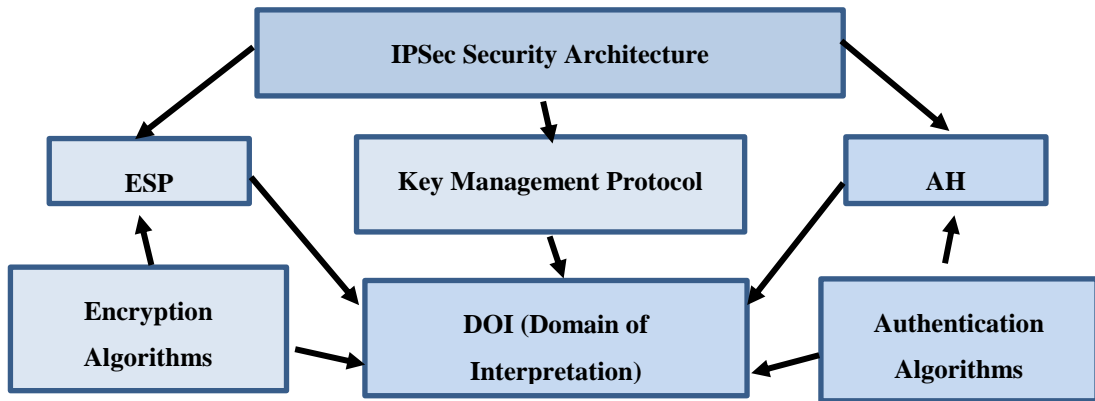 IPSec Security Architecture
ESP
Key Management Protocol
AH
Encryption
Algorithms
DOI (Domain of
Interpretation)
Authentication
Algorithms